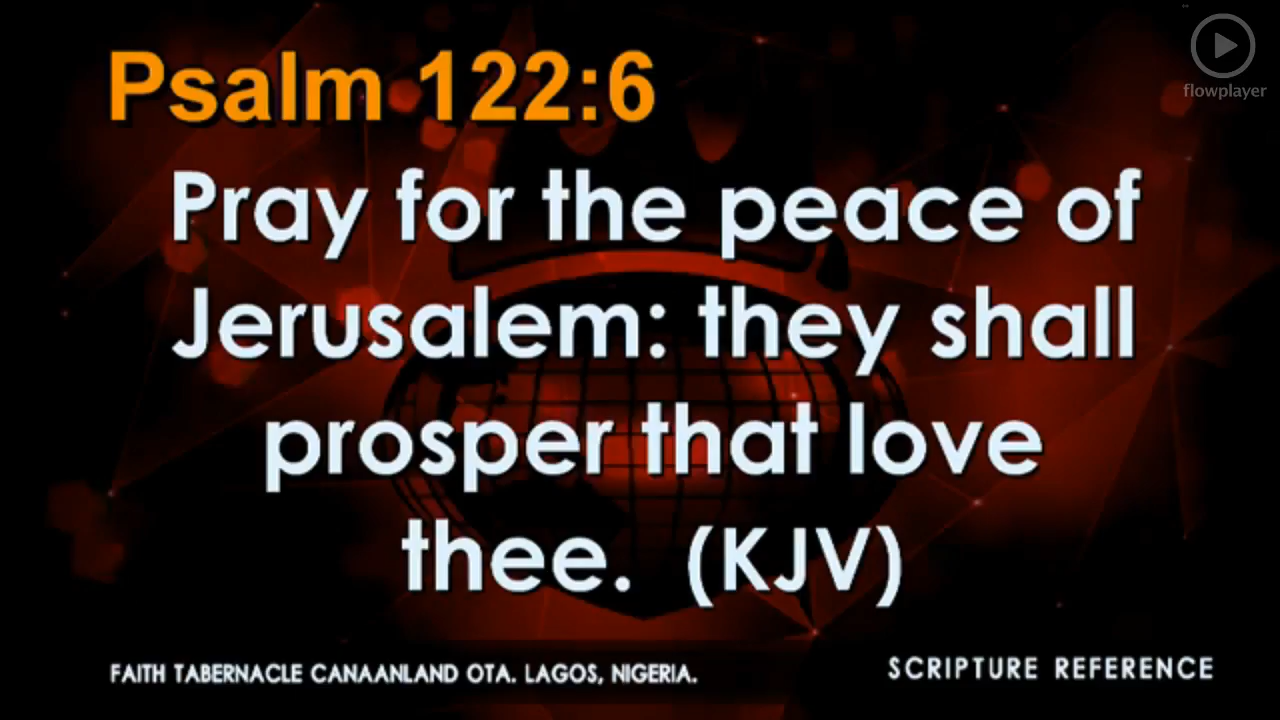 flowplayer
Psalm 122:6
Pray for the peace of
Jerusalem: they shall
prosper that love
thee. (KJV)
FAITH TABERNACLE CANAANLAND OTA. LAGOS, NIGERIA.
SCRIPTURE REFERENCE